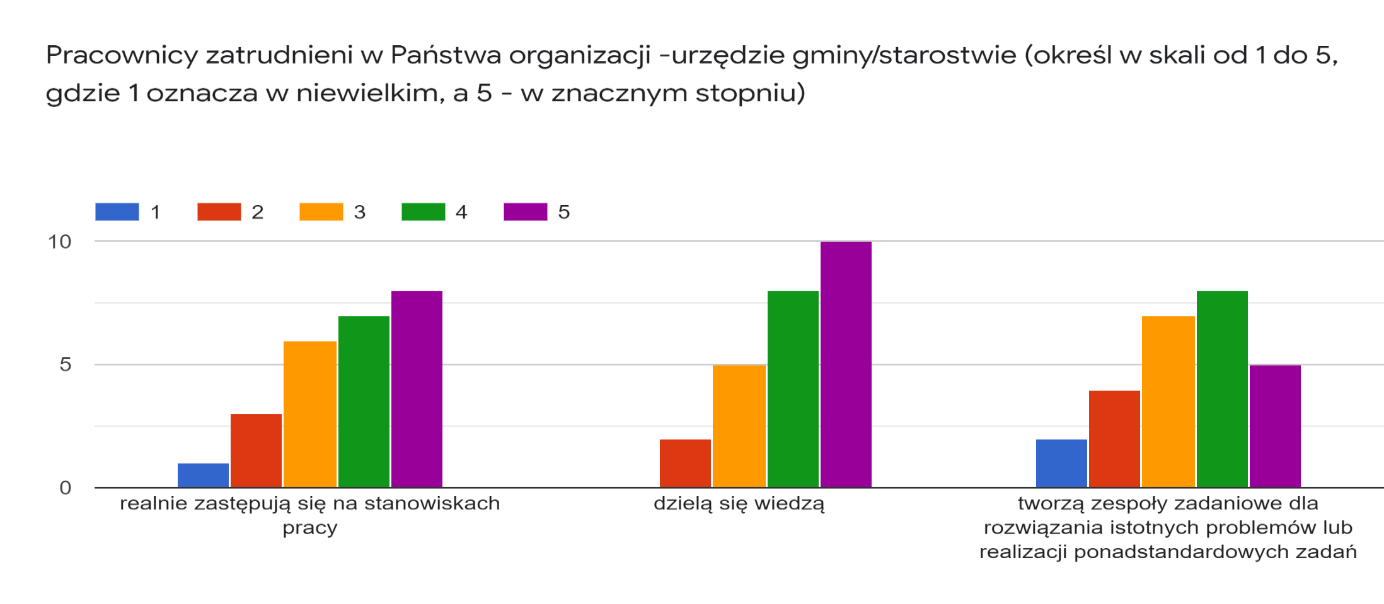 Pracownicy zatrudnieni w Państwa organizacji -urzędzie gminy/starostwie (określ w skali od 1 do 5,
gdzie 1 oznacza w niewielkim, a 5 - w znacznym stopniu)
1 2 3 4 5
10
5
0
realnie zastępują się na stanowiskach
pracy
dzielą się wiedzą
tworzą zespoły zadaniowe dla
rozwiązania istotnych problemów lub
realizacji ponadstandardowych zadań